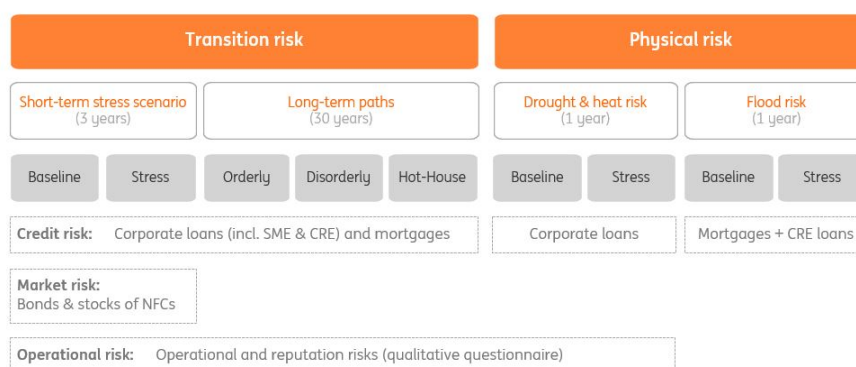 Transition risk
Physical risk
Short-term stress scenario
(3 years)
Long-term paths
(30 years)
Drought & heat risk
(1 year)
Flood risk
(1 year)
Baseline
Stress
Orderly
Disorderly
Hot-House
Baseline
Stress
Baseline
Stress
Credit risk: Corporate loans (incl. SME & CRE) and mortgages
Corporate loans
Mortgages + CRE loans
Market risk:
Bonds & stocks of NFCs
Operational risk: Operational and reputation risks (qualitative questionnaire)